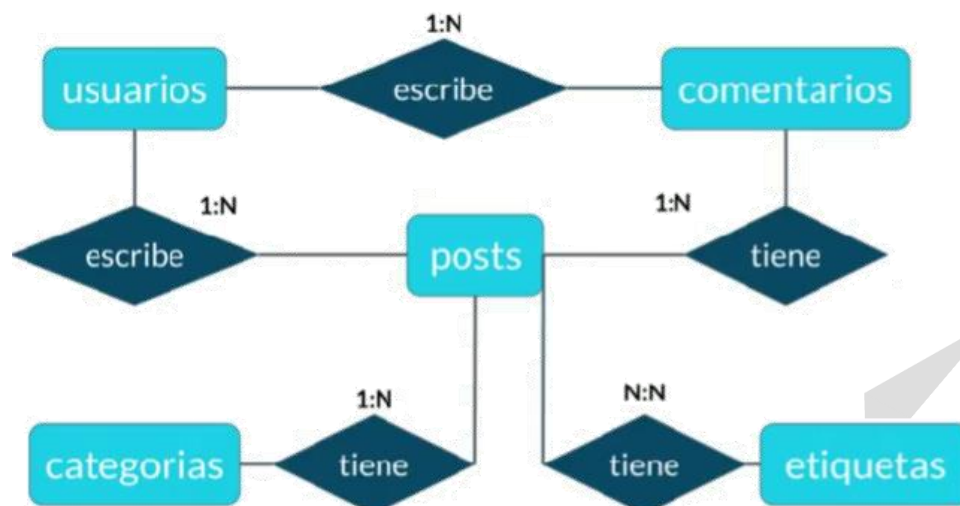 1:N
usuarios escribe comentarios
1:N 1:N
escribe posts tiene
1:N N:N
categorias tiene tiene etiquetas